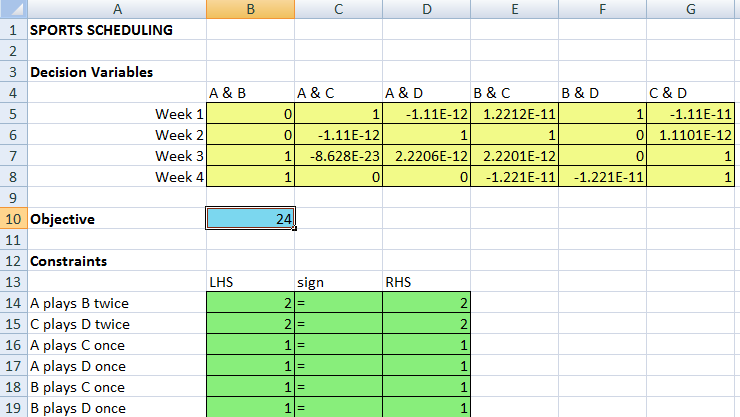 A B C D E F G
1 SPORTS SCHEDULING
2
3 Decision Variables
4 A & B A & C A & D B & C B & D C & D
5 Week 1 0 1 -1.11E-12 1.2212E-11 1 -1.11E-11
6 Week 2 0 -1.11E-12 1 1 0 1.1101E-12
7 Week 3 1 -8.628E-23 2.2206E-12 2.2201E-12 0 1
8 Week 4 1 0 0 -1.221E-11 -1.221E-11 1
9
10 Objective 24
11
12 Constraints
13 LHS sign RHS
14 A plays B twice 2 = 2
15 C plays D twice 2 = 2
16 A plays C once 1 = 1
17 A plays D once 1 = 1
18 B plays C once 1 = 1
19 B plays D once 1 = 1